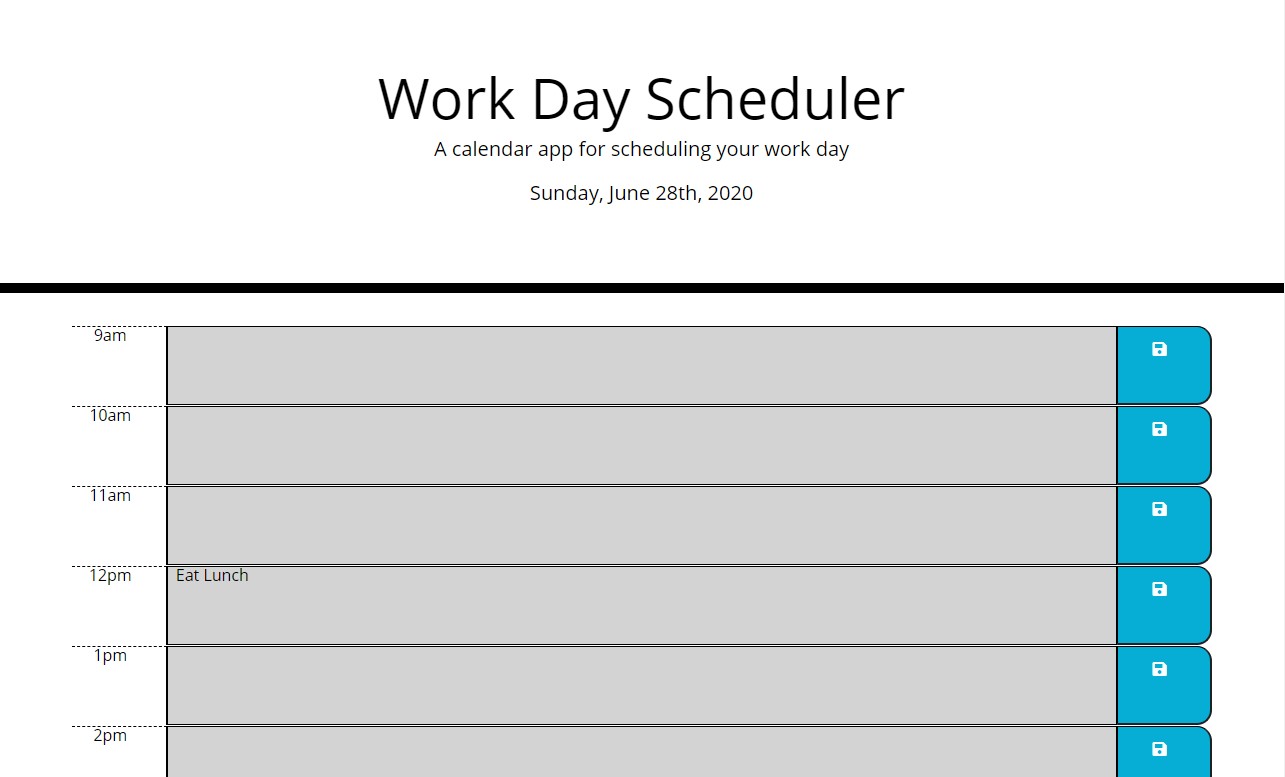 Work Day Scheduler
A calendar app for scheduling your work day
Sunday, June 28th, 2020
9am
10am
11am
12pm Eat Lunch
1pm
2pm